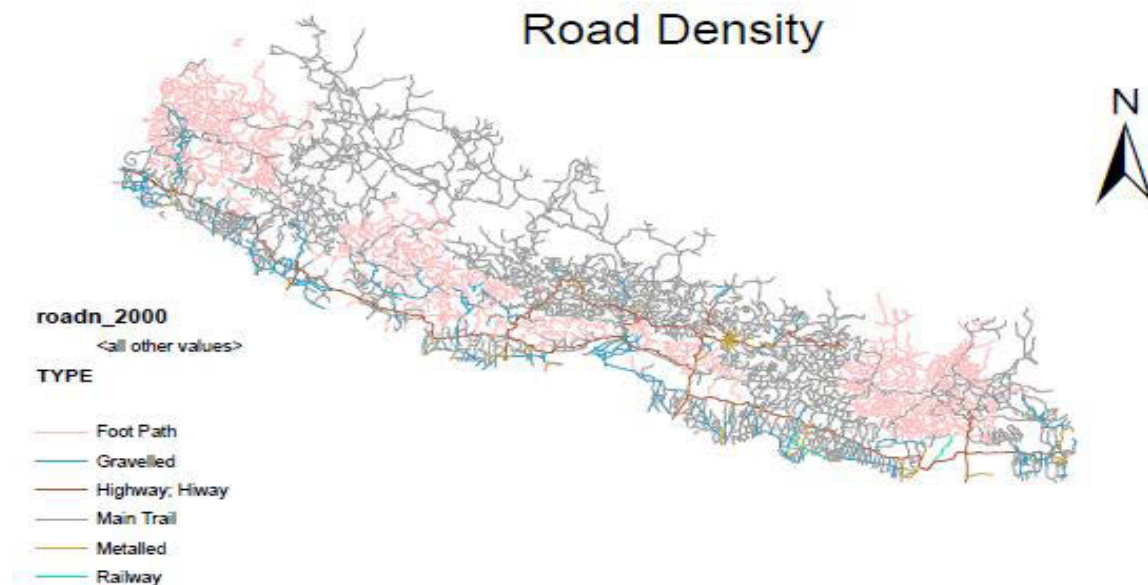 Road Density
N
roadn_2000
<all other values>
TYPE
Foot Path
Gravelled
Highway; Hiway
Main Trail
Metalled
Railway